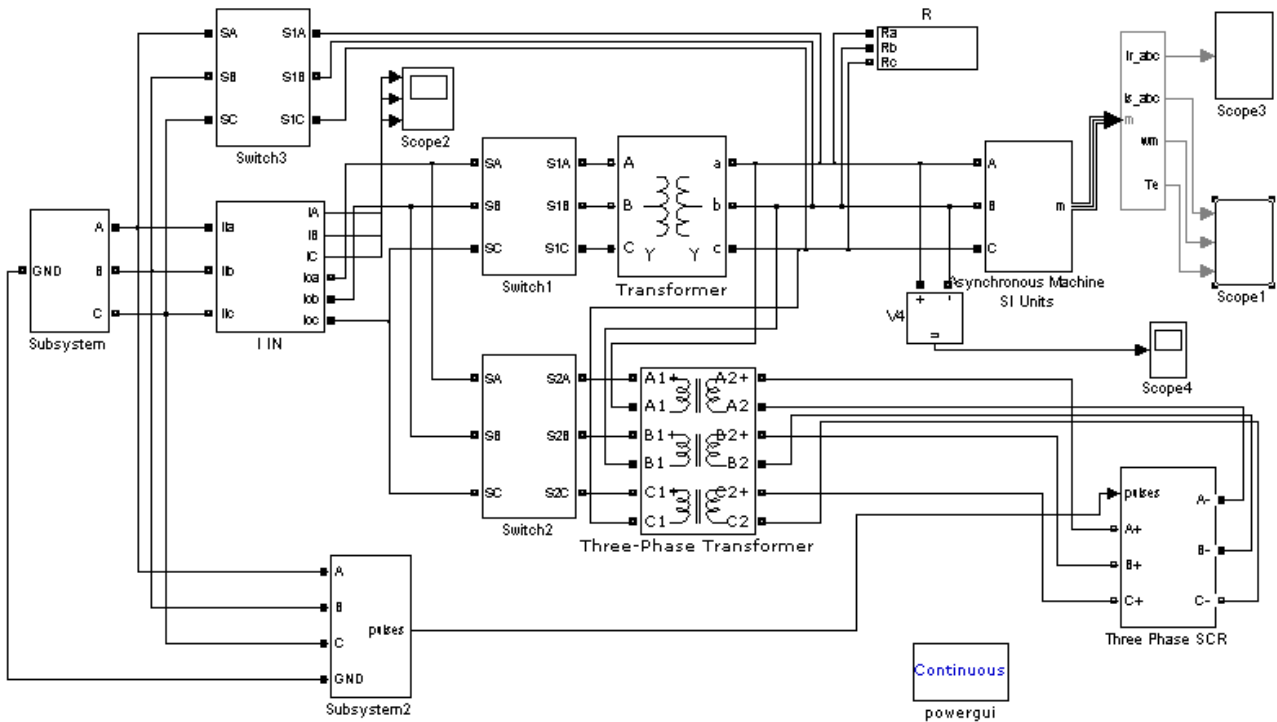 R
SA S1A
SB S1B
SC S1C
Switch3
Scope2
Ra
Rb
Rc
Ir_abc
Is_abc
m
wm
Te
Scope3
Scope1
A
GND B
C
Subsystem
IIa IA
IB
IIb IC
Ioa
Iob
IIc Ioc
I IN
SA S1A
SB S1B
SC S1C
Switch1
A a
B b
C Y Y c
Transformer
A
B m
C
Asynchronous Machine
SI Units
+ -
V4
Scope4
SA S2A
SB S2B
SC S2C
Switch2
A1+ A2+
A1 A2
B1+ B2+
B1 B2
C1+ C2+
C1 C2
Three-Phase Transformer
pulses A-
A+
B-
B+
C+ C-
Three Phase SCR
A
B
pulses
C
GND
Subsystem2
Continuous
powergui